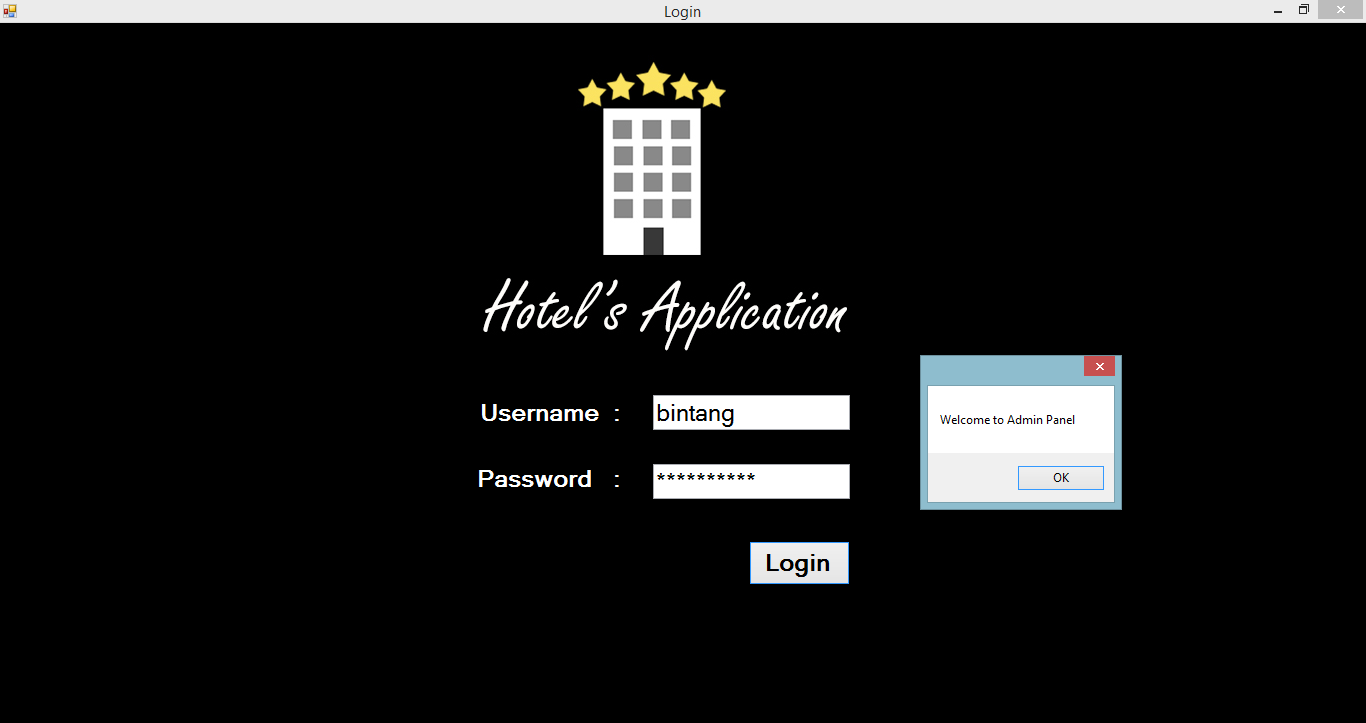 Login
Hotel's Application
Username :
bintang
Password :
**********
Login
Welcome to Admin Panel
OK